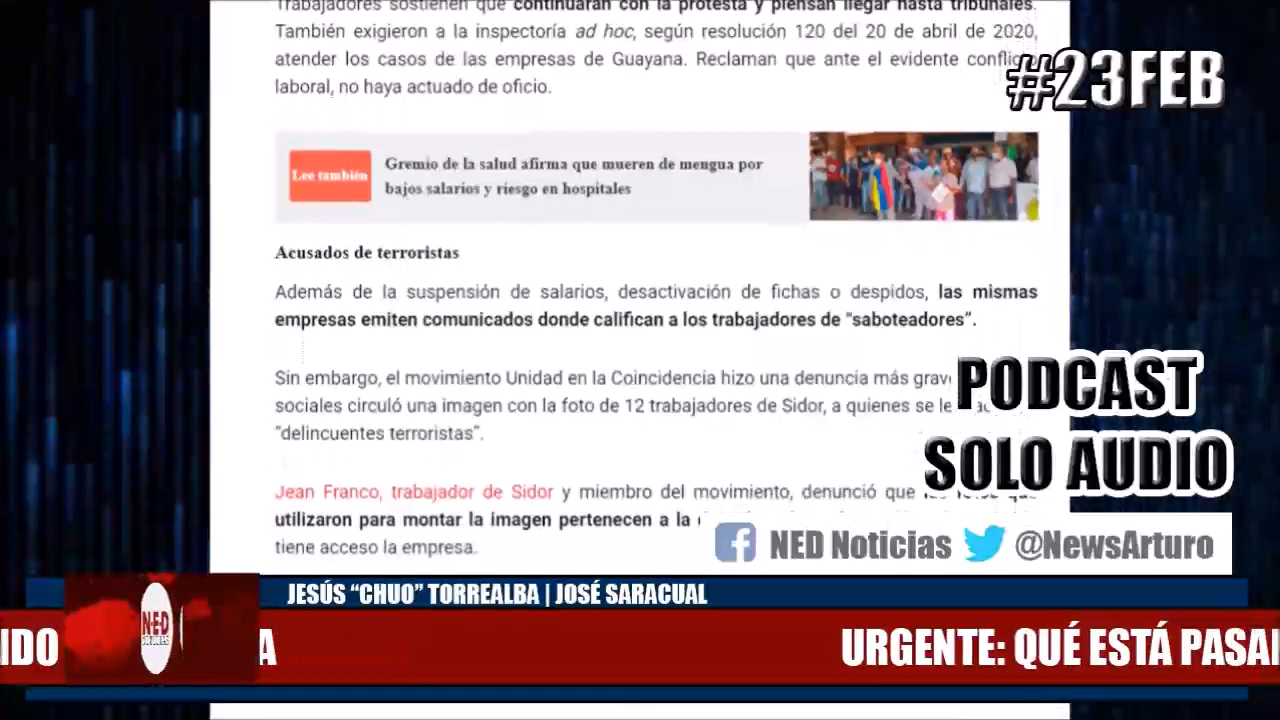 Trabajadores sostienen que continuarán con la protesta y piensan llegar hasta tribunales.
También exigieron a la inspectoría ad hoc, según resolución 120 del 20 de abril de 2020,
atender los casos de las empresas de Guayana. Reclaman que ante el evidente
laboral, no haya actuado de oficio.
#23FEB
Lee también
Gremio de la salud afirma que mueren de mengua por
bajos salarios y riesgo en hospitales
Acusados de terroristas
Además de la suspensión de salarios, desactivación de fichas o despidos, las mismas
empresas emiten comunicados donde califican a los trabajadores de "saboteadores".
Sin embargo, el movimiento Unidad en la Coincidencia hizo una denuncia más grav
sociales circuló una imagen con la foto de 12 trabajadores de Sidor, a quienes se
"delincuentes terroristas".
Jean Franco, trabajador de Sidor y miembro del movimiento, denunció que
utilizaron para montar la imagen pertenecen a la
tiene acceso la empresa.
PODCAST
SOLO AUDIO
NED Noticias @NewsArturo
JESÚS “CHUO” TORREALBA | JOSÉ SARACUAL
N·E·D
IDO A URGENTE: QUÉ ESTÁ PASA